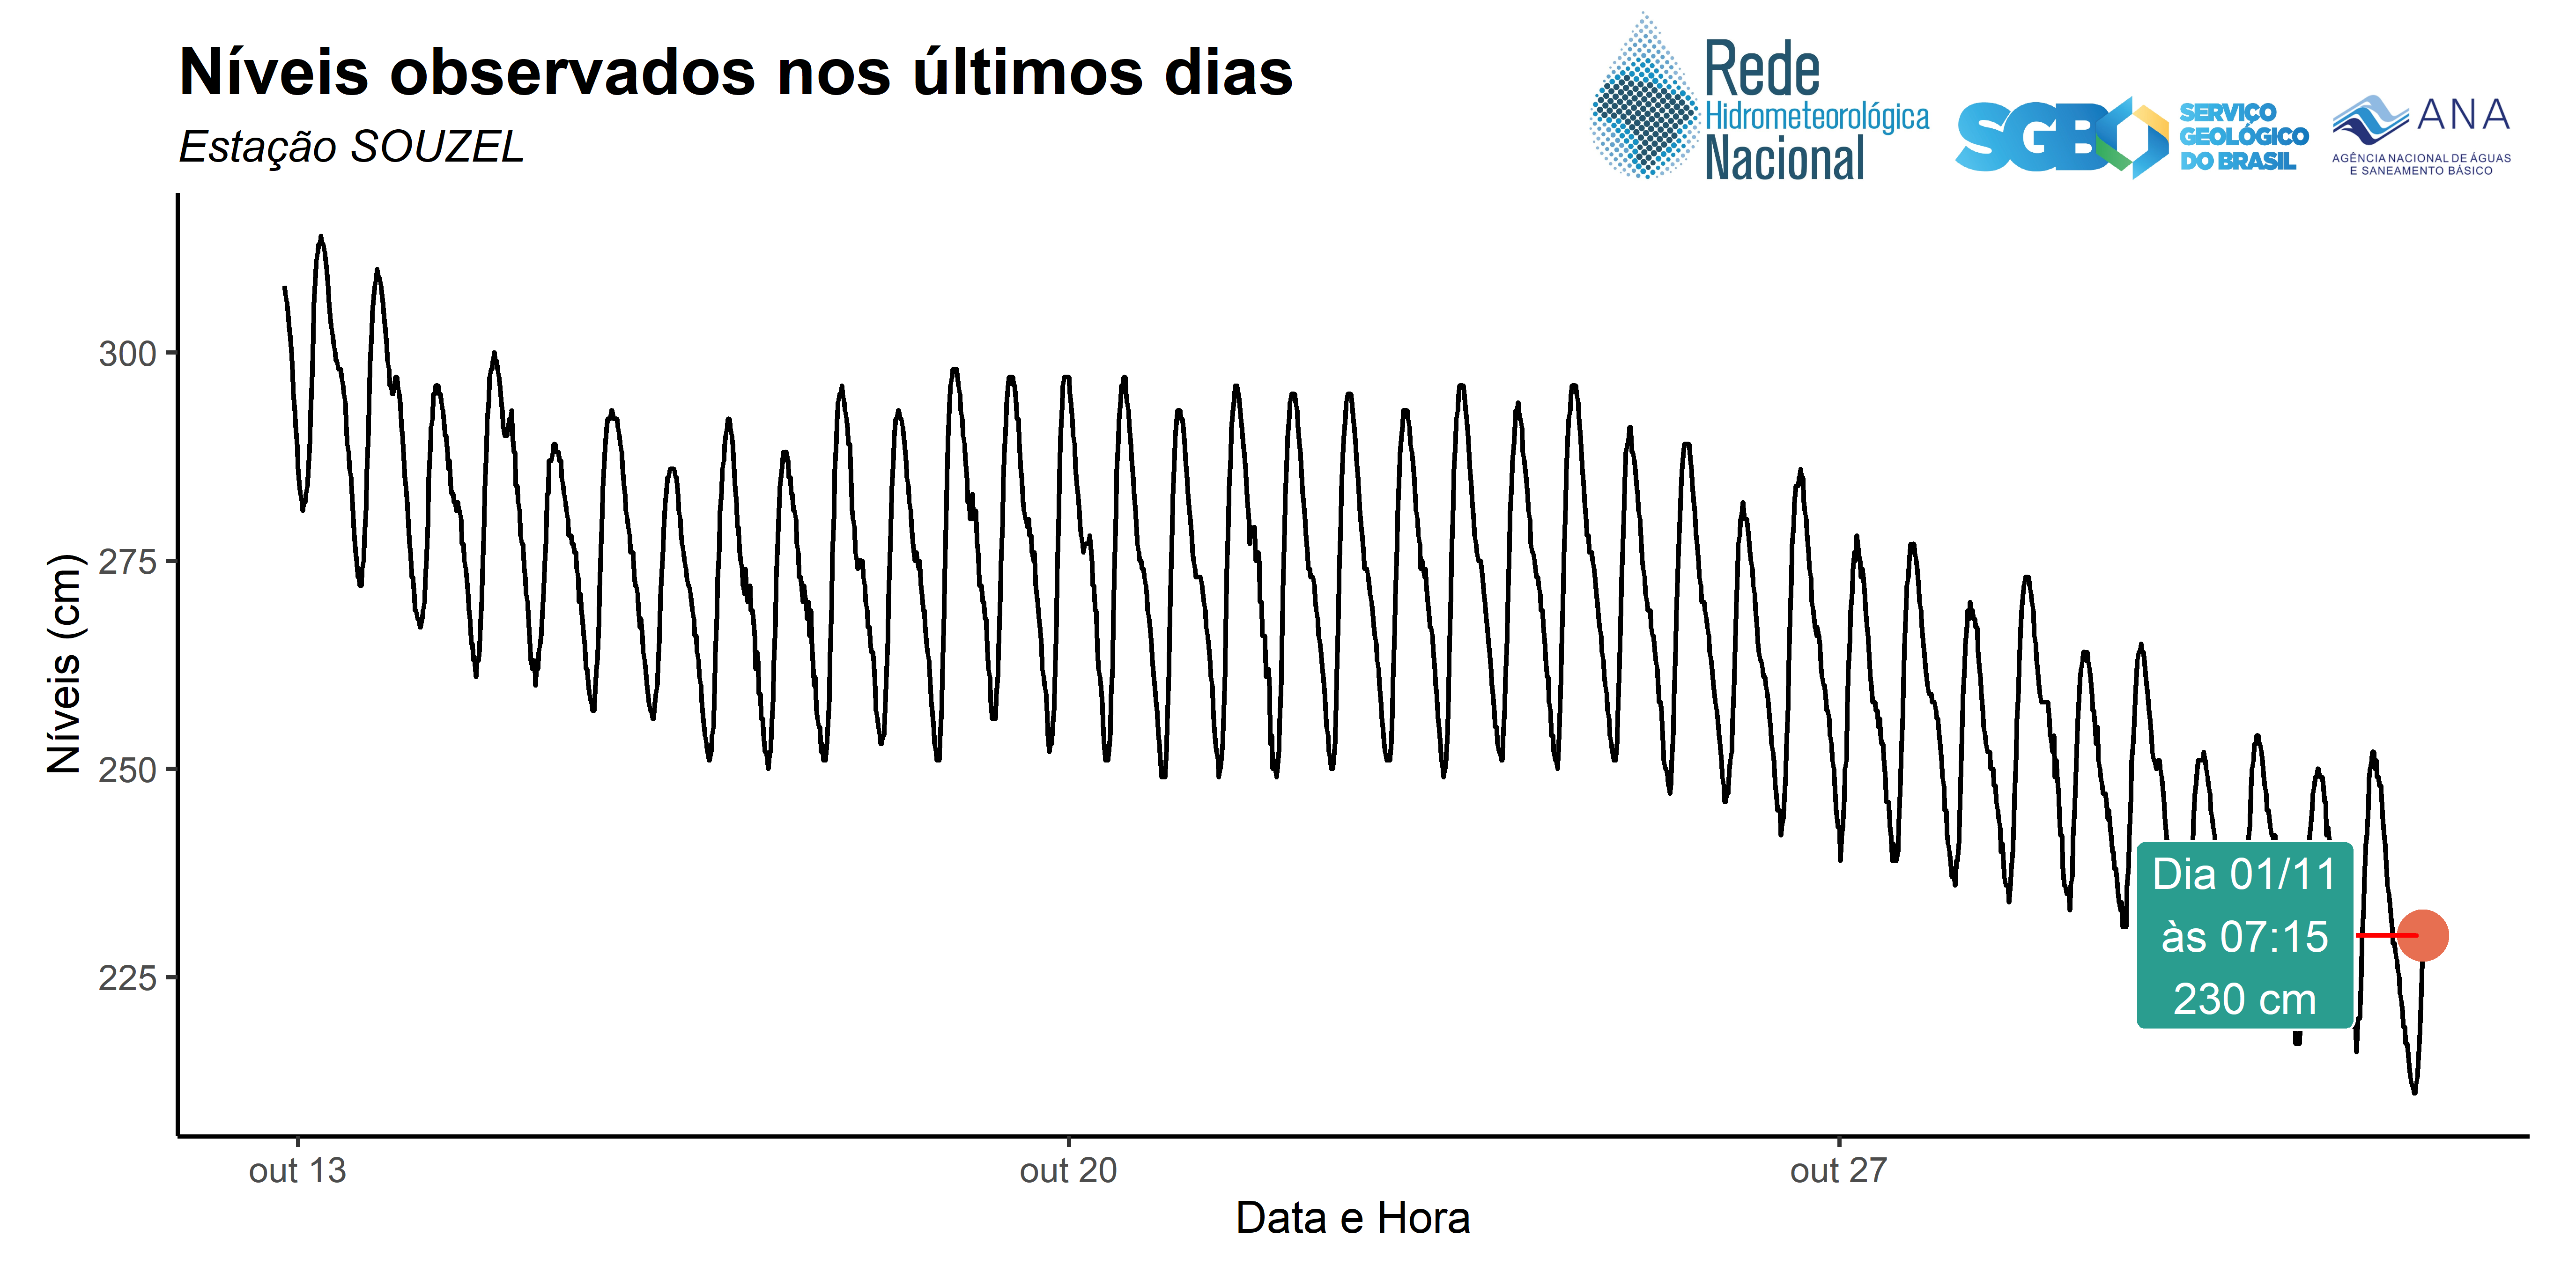 Níveis observados nos últimos dias
Estação SOUZEL
Rede
Hidrometeorológica
Nacional
SGB
SERVIÇO
GEOLÓGICO
DO BRASIL
ANA
AGÊNCIA NACIONAL DE ÁGUAS
E SANEAMENTO BÁSICO
Níveis (cm)
300
275
250
225
Dia 01/11
às 07:15
230 cm
out 13
out 20
out 27
Data e Hora